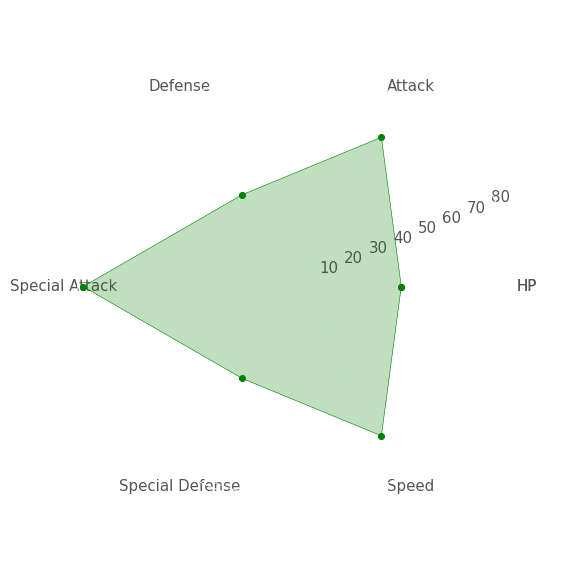 Defense
Attack
80
70
60
50
40
30
20
10
Special Attack
HP
Special Defense
Speed